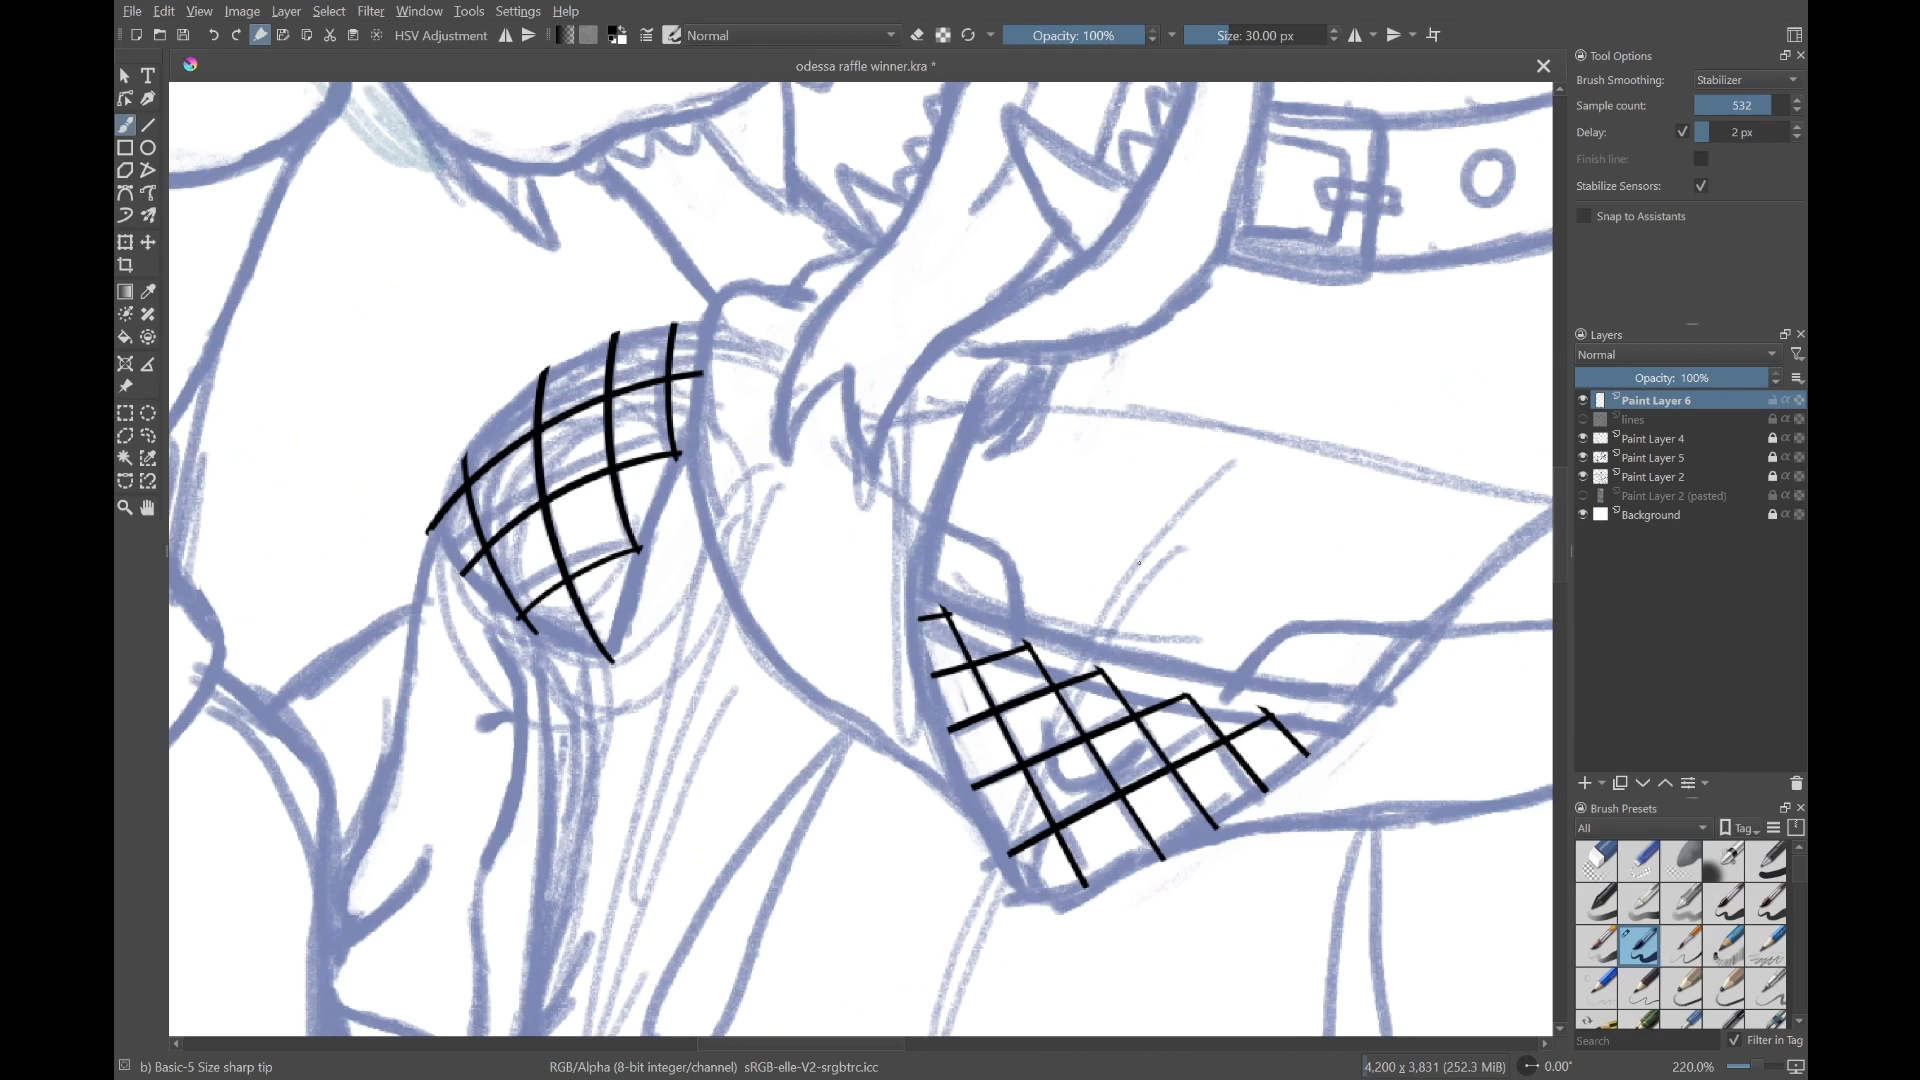 File Edit View Image Layer Select Filter Window Tools Settings Help
HSV Adjustment Normal Opacity: 100% Size: 30.00 px
odessa raffle winner.kra *
Tool Options
Brush Smoothing: Stabilizer
Sample count: 532
Delay: 2 px
Finish line:
Stabilize Sensors:
Snap to Assistants
Layers
Normal
Opacity: 100%
Paint Layer 6
lines
Paint Layer 4
Paint Layer 5
Paint Layer 2
Paint Layer 2 (pasted)
Background
Brush Presets
All Tag
Search Filter in Tag
b) Basic-5 Size sharp tip RGB/Alpha (8-bit integer/channel) sRGB-elle-V2-srgbtrc.icc 4,200 x 3,831 (252.3 MiB) 0.00° 220.0%